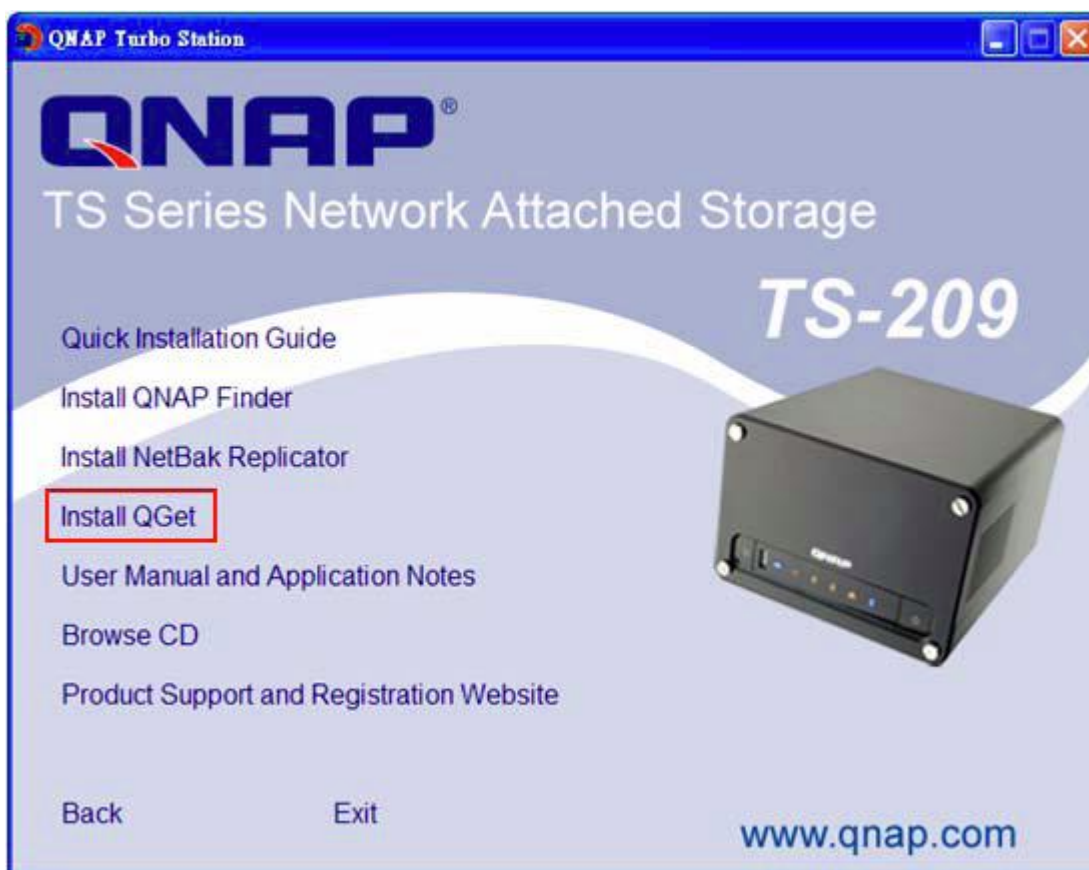 QNAP Turbo Station
QNAP®
TS Series Network Attached Storage
TS-209
Quick Installation Guide
Install QNAP Finder
Install NetBak Replicator
Install QGet
User Manual and Application Notes
Browse CD
Product Support and Registration Website
QNAP
Back
Exit
www.qnap.com